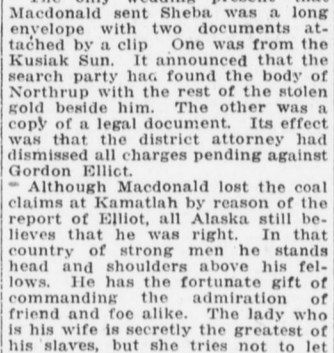 Macdonald sent Sheba was a long
envelope with two documents at-
tached by a clip One was from the
Kusiak Sun. It announced that the
search party had found the body of
Northrup with the rest of the stolen
gold beside him. The other was a
copy of a legal document. Its effect
was that the district attorney had
dismissed all charges pending against
Gordon Elliot.
Although Macdonald lost the coal
claims at Kamatlah by reason of the
report of Elliot, all Alaska still be-
lieves that he was right. In that
country of strong men he stands
head and shoulders above his fel-
lows. He has the fortunate gift of
commanding the admiration of
friend and foe alike. The lady who
is his wife is secretly the greatest of
his slaves, but she tries not to let